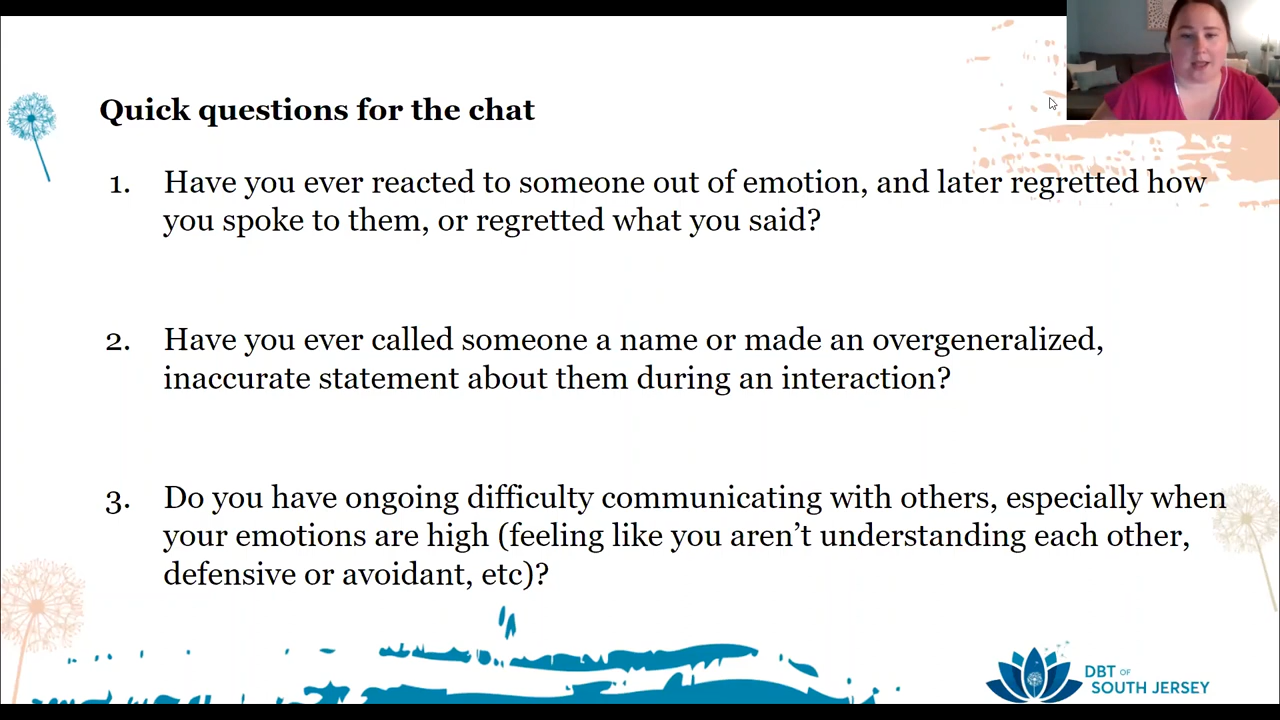 Quick questions for the chat
1. Have you ever reacted to someone out of emotion, and later regretted how
you spoke to them, or regretted what you said?
2. Have you ever called someone a name or made an overgeneralized,
inaccurate statement about them during an interaction?
3. Do you have ongoing difficulty communicating with others, especially when
your emotions are high (feeling like you aren’t understanding each other,
defensive or avoidant, etc)?
DBT OF
SOUTH JERSEY